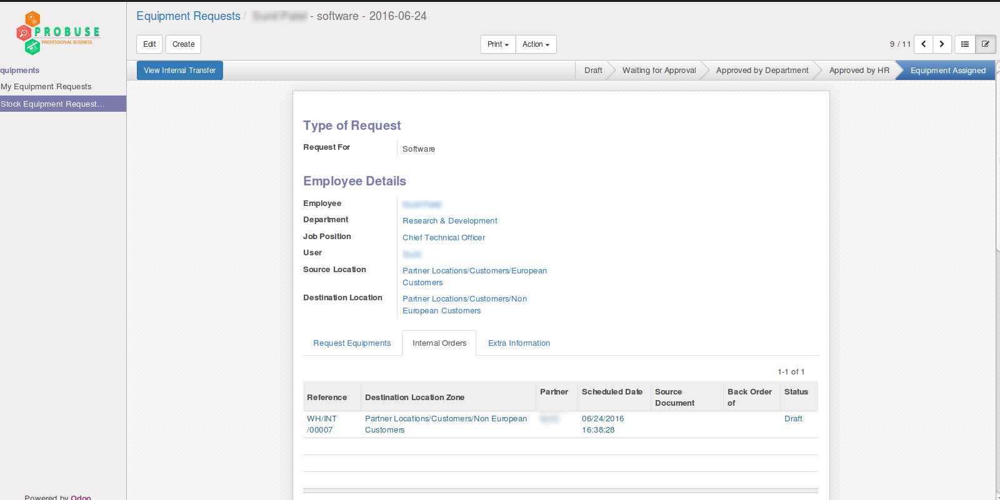 PROBUSE
PROFESSIONAL BUSINESS
quipments
My Equipment Requests
Stock Equipment Request...
Powered by Odoo
Equipment Requests / - software - 2016-06-24
Edit Create Print Action 9 / 11
View Internal Transfer Draft Waiting for Approval Approved by Department Approved by HR Equipment Assigned
Type of Request
Request For Software
Employee Details
Employee
Department Research & Development
Job Position Chief Technical Officer
User
Source Location Partner Locations/Customers/European
Customers
Destination Location Partner Locations/Customers/Non
European Customers
Request Equipments Internal Orders Extra Information
1-1 of 1
Reference Destination Location Zone Partner Scheduled Date Source Back Order Status
Document of
WH/INT Partner Locations/Customers/Non European 06/24/2016 Draft
/00007 Customers 16:38:28